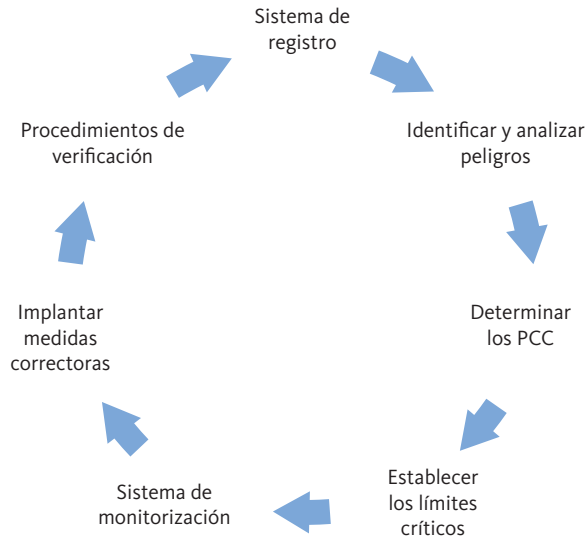 Sistema de
registro
Identificar y analizar
peligros
Determinar
los PCC
Establecer
los límites
críticos
Sistema de
monitorización
Implantar
medidas
correctoras
Procedimientos de
verificación